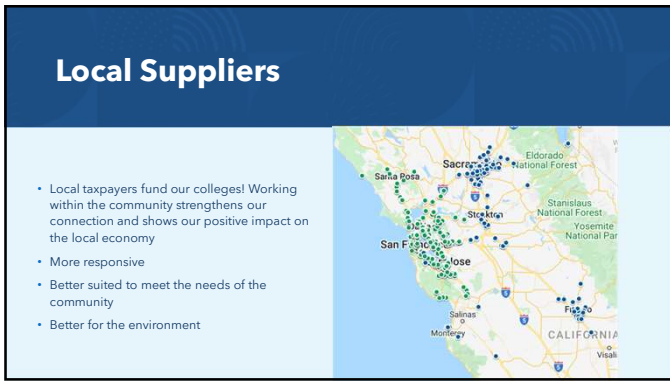 Local Suppliers
• Local taxpayers fund our colleges! Working
within the community strengthens our
connection and shows our positive impact on
the local economy
• More responsive
• Better suited to meet the needs of the
community
• Better for the environment
Eldorado
National Forest
Santa Rosa
Stockton
Stanislaus
National Forest
Yosemite
National Par
San F
Jose
Salinas
Monterey
CALIFORNIA
Visali